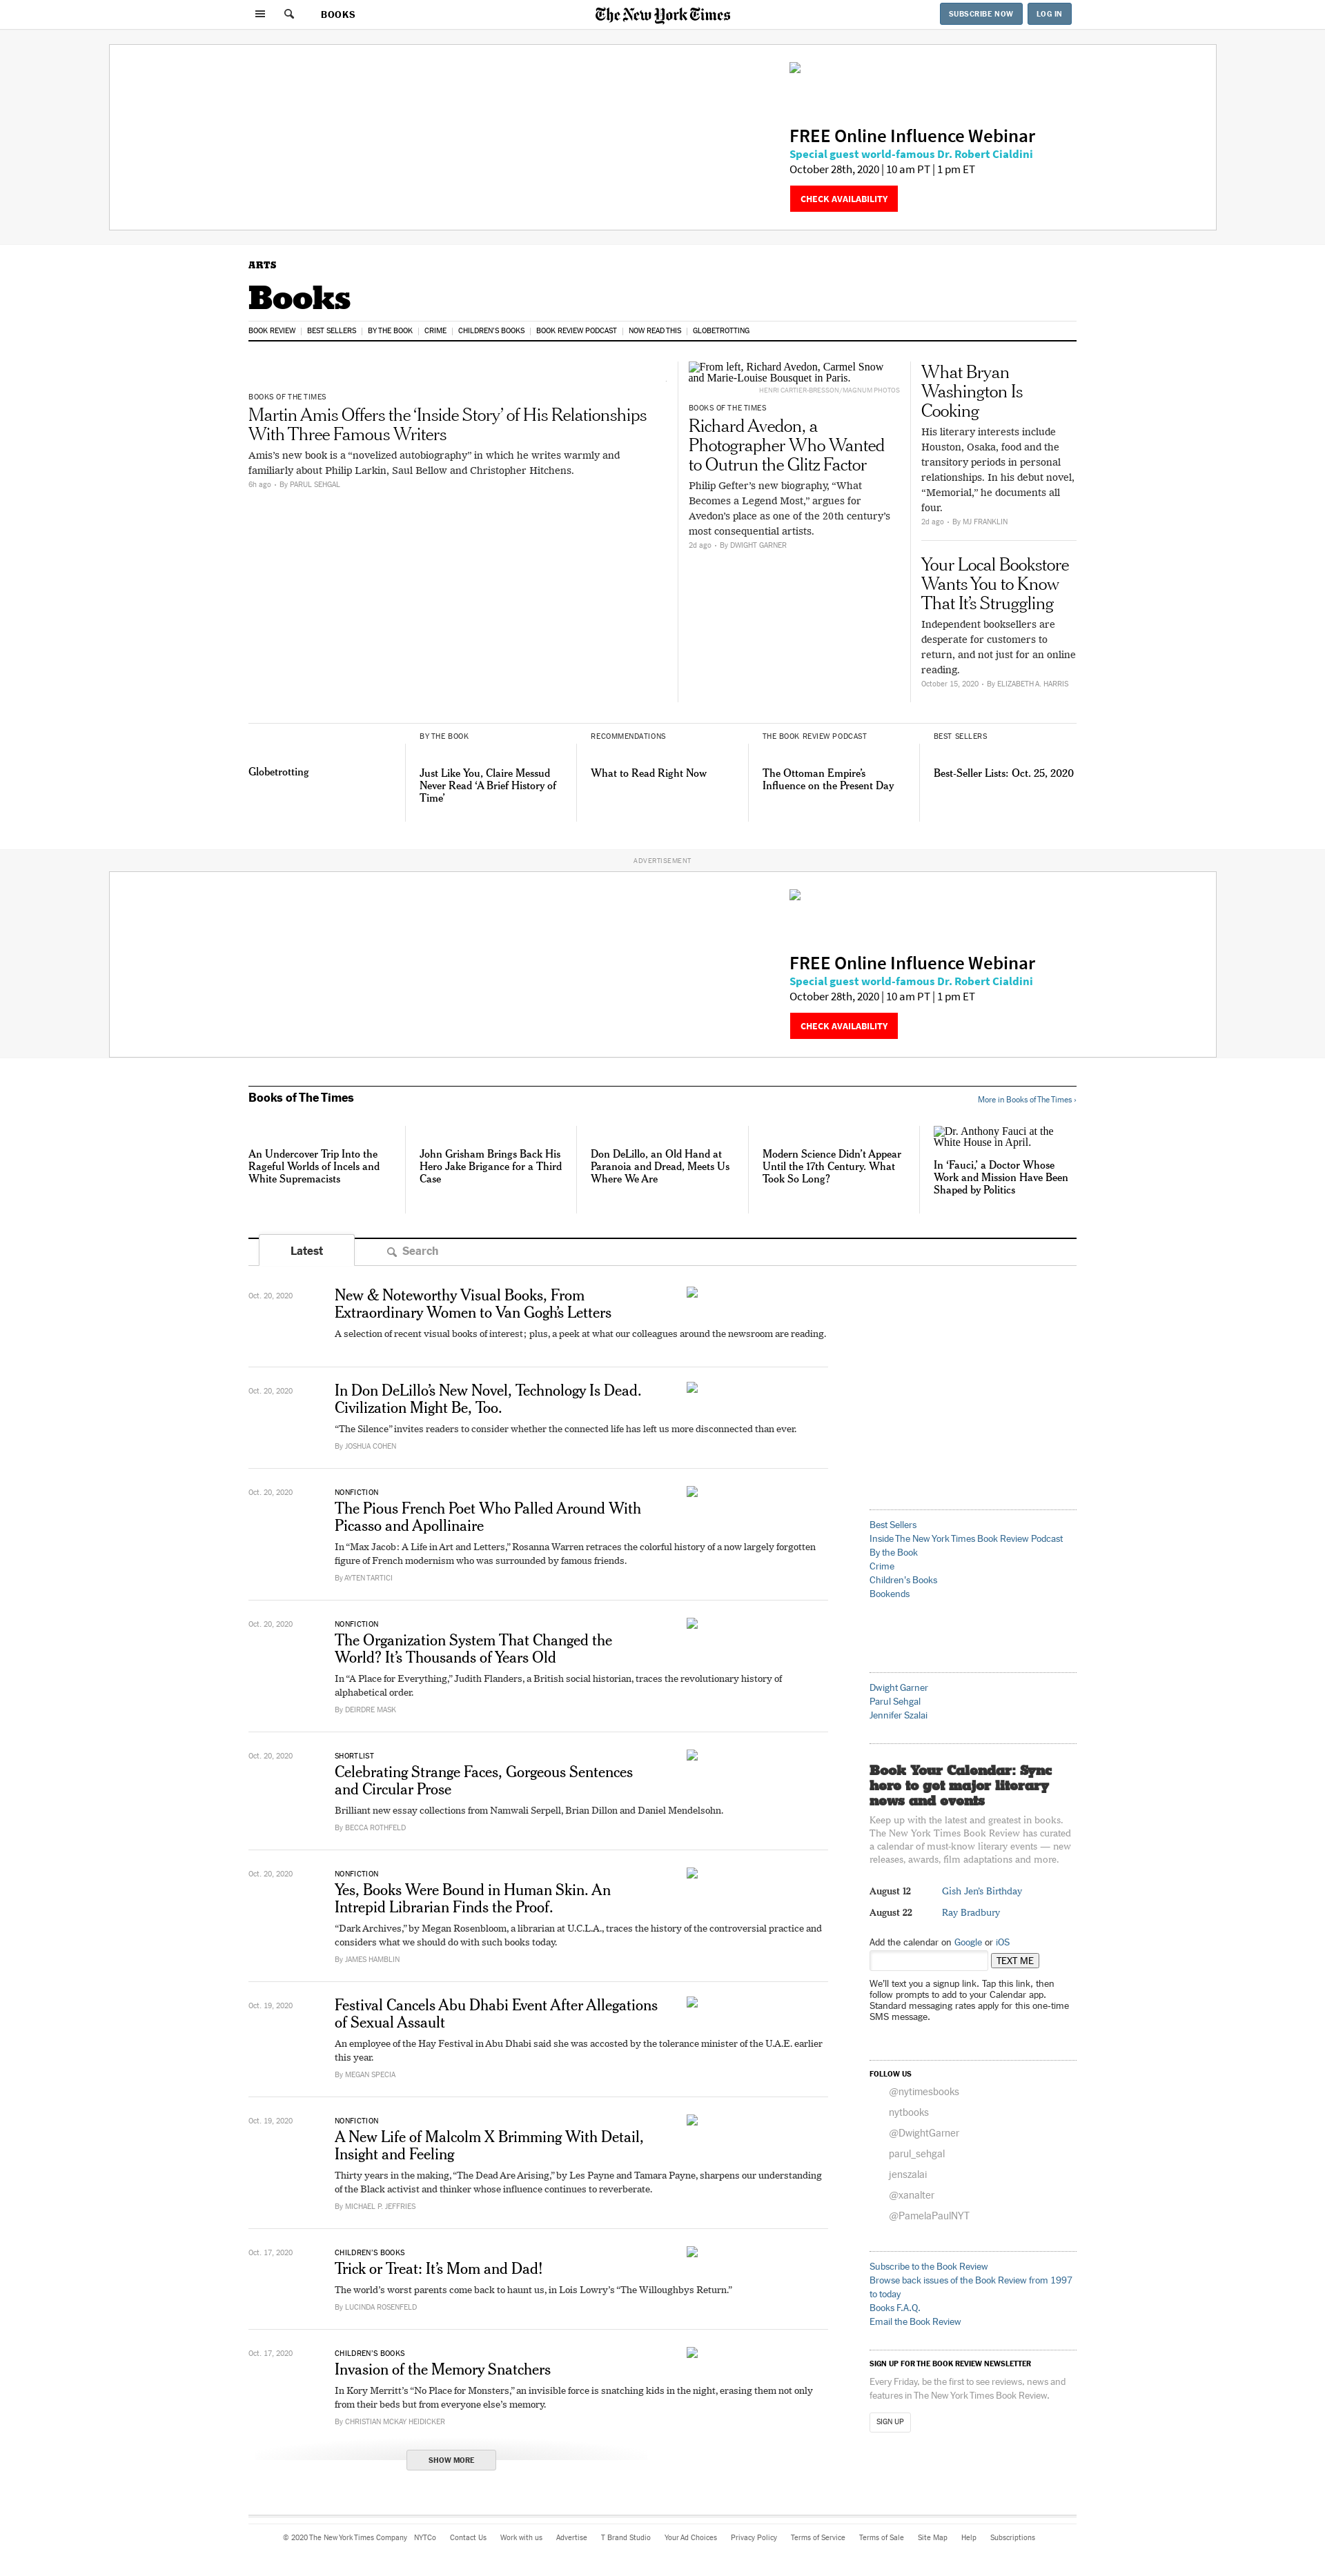 BOOKS
The New York Times
SUBSCRIBE NOW
LOG IN
FREE Online Influence Webinar
Special guest world-famous Dr. Robert Cialdini
October 28th, 2020 | 10 am PT | 1 pm ET
CHECK AVAILABILITY
ARTS
Books
BOOK REVIEW | BEST SELLERS | BY THE BOOK | CRIME | CHILDREN'S BOOKS | BOOK REVIEW PODCAST | NOW READ THIS | GLOBETROTTING
BOOKS OF THE TIMES
Martin Amis Offers the ‘Inside Story’ of His Relationships
With Three Famous Writers
Amis’s new book is a “novelized autobiography” in which he writes warmly and
familiarly about Philip Larkin, Saul Bellow and Christopher Hitchens.
6h ago - By PARUL SEHGAL
From left, Richard Avedon, Carmel Snow
and Marie-Louise Bousquet in Paris.
HENRI CARTIER-BRESSON/MAGNUM PHOTOS
BOOKS OF THE TIMES
Richard Avedon, a
Photographer Who Wanted
to Outrun the Glitz Factor
Philip Gefter’s new biography, “What
Becomes a Legend Most,” argues for
Avedon’s place as one of the 20th century’s
most consequential artists.
2d ago - By DWIGHT GARNER
What Bryan
Washington Is
Cooking
His literary interests include
Houston, Osaka, food and the
transitory periods in personal
relationships. In his debut novel,
“Memorial,” he documents all
four.
2d ago - By MJ FRANKLIN
Your Local Bookstore
Wants You to Know
That It’s Struggling
Independent booksellers are
desperate for customers to
return, and not just for an online
reading.
October 15, 2020 - By ELIZABETH A. HARRIS
Globetrotting
BY THE BOOK
Just Like You, Claire Messud
Never Read ‘A Brief History of
Time’
RECOMMENDATIONS
What to Read Right Now
THE BOOK REVIEW PODCAST
The Ottoman Empire’s
Influence on the Present Day
BEST SELLERS
Best-Seller Lists: Oct. 25, 2020
ADVERTISEMENT
FREE Online Influence Webinar
Special guest world-famous Dr. Robert Cialdini
October 28th, 2020 | 10 am PT | 1 pm ET
CHECK AVAILABILITY
Books of The Times
More in Books of The Times ›
An Undercover Trip Into the
Rageful Worlds of Incels and
White Supremacists
John Grisham Brings Back His
Hero Jake Brigance for a Third
Case
Don DeLillo, an Old Hand at
Paranoia and Dread, Meets Us
Where We Are
Modern Science Didn’t Appear
Until the 17th Century. What
Took So Long?
Dr. Anthony Fauci at the
White House in April.
In ‘Fauci,’ a Doctor Whose
Work and Mission Have Been
Shaped by Politics
Latest
Search
Oct. 20, 2020
New & Noteworthy Visual Books, From
Extraordinary Women to Van Gogh’s Letters
A selection of recent visual books of interest; plus, a peek at what our colleagues around the newsroom are reading.
Oct. 20, 2020
In Don DeLillo’s New Novel, Technology Is Dead.
Civilization Might Be, Too.
“The Silence” invites readers to consider whether the connected life has left us more disconnected than ever.
By JOSHUA COHEN
Oct. 20, 2020
NONFICTION
The Pious French Poet Who Palled Around With
Picasso and Apollinaire
In “Max Jacob: A Life in Art and Letters,” Rosanna Warren retraces the colorful history of a now largely forgotten
figure of French modernism who was surrounded by famous friends.
By AYTEN TARTICI
Oct. 20, 2020
NONFICTION
The Organization System That Changed the
World? It’s Thousands of Years Old
In “A Place for Everything,” Judith Flanders, a British social historian, traces the revolutionary history of
alphabetical order.
By DEIRDRE MASK
Oct. 20, 2020
SHORTLIST
Celebrating Strange Faces, Gorgeous Sentences
and Circular Prose
Brilliant new essay collections from Namwali Serpell, Brian Dillon and Daniel Mendelsohn.
By BECCA ROTHFELD
Oct. 20, 2020
NONFICTION
Yes, Books Were Bound in Human Skin. An
Intrepid Librarian Finds the Proof.
“Dark Archives,” by Megan Rosenbloom, a librarian at U.C.L.A., traces the history of the controversial practice and
considers what we should do with such books today.
By JAMES HAMBLIN
Oct. 19, 2020
Festival Cancels Abu Dhabi Event After Allegations
of Sexual Assault
An employee of the Hay Festival in Abu Dhabi said she was accosted by the tolerance minister of the U.A.E. earlier
this year.
By MEGAN SPECIA
Oct. 19, 2020
NONFICTION
A New Life of Malcolm X Brimming With Detail,
Insight and Feeling
Thirty years in the making, “The Dead Are Arising,” by Les Payne and Tamara Payne, sharpens our understanding
of the Black activist and thinker whose influence continues to reverberate.
By MICHAEL P. JEFFRIES
Oct. 17, 2020
CHILDREN’S BOOKS
Trick or Treat: It’s Mom and Dad!
The world’s worst parents come back to haunt us, in Lois Lowry’s “The Willoughbys Return.”
By LUCINDA ROSENFELD
Oct. 17, 2020
CHILDREN’S BOOKS
Invasion of the Memory Snatchers
In Kory Merritt’s “No Place for Monsters,” an invisible force is snatching kids in the night, erasing them not only
from their beds but from everyone else’s memory.
By CHRISTIAN MCKAY HEIDICKER
SHOW MORE
Best Sellers
Inside The New York Times Book Review Podcast
By the Book
Crime
Children's Books
Bookends
Dwight Garner
Parul Sehgal
Jennifer Szalai
Book Your Calendar: Sync
here to get major literary
news and events
Keep up with the latest and greatest in books.
The New York Times Book Review has curated
a calendar of must-know literary events — new
releases, awards, film adaptations and more.
August 12 Gish Jen’s Birthday
August 22 Ray Bradbury
Add the calendar on Google or iOS
TEXT ME
We’ll text you a signup link. Tap this link, then
follow prompts to add to your Calendar app.
Standard messaging rates apply for this one-time
SMS message.
FOLLOW US
@nytimesbooks
nytbooks
@DwightGarner
parul_sehgal
jenszalai
@xanalter
@PamelaPaulNYT
Subscribe to the Book Review
Browse back issues of the Book Review from 1997
to today
Books F.A.Q.
Email the Book Review
SIGN UP FOR THE BOOK REVIEW NEWSLETTER
Every Friday, be the first to see reviews, news and
features in The New York Times Book Review.
SIGN UP
© 2020 The New York Times Company NYTCo Contact Us Work with us Advertise T Brand Studio Your Ad Choices Privacy Policy Terms of Service Terms of Sale Site Map Help Subscriptions